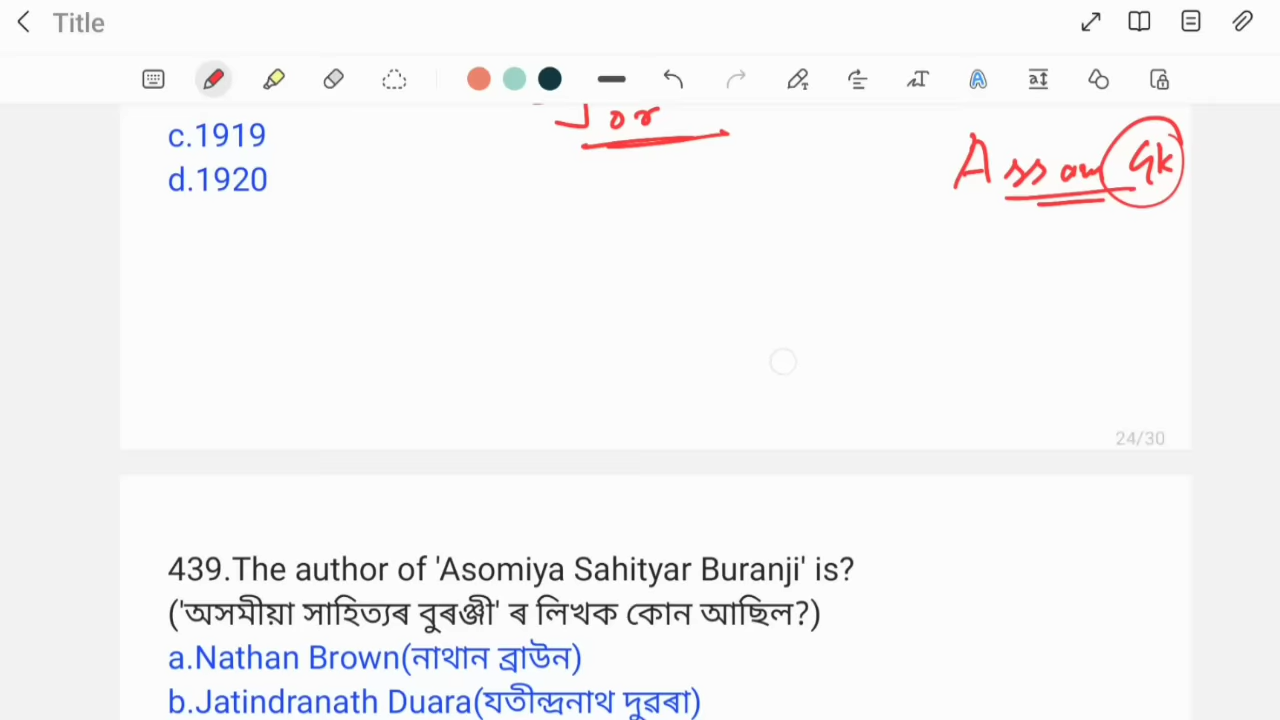 Title
c.1919
Jor
d.1920
Assam Gk
24/30
439.The author of 'Asomiya Sahityar Buranji' is?
('অসমীয়া সাহিত্যৰ বুৰঞ্জী' ৰ লিখক কোন আছিল?)
a.Nathan Brown(নাথান ব্ৰাউন)
b.Jatindranath Duara(যতীন্দ্ৰনাথ দুৱৰা)